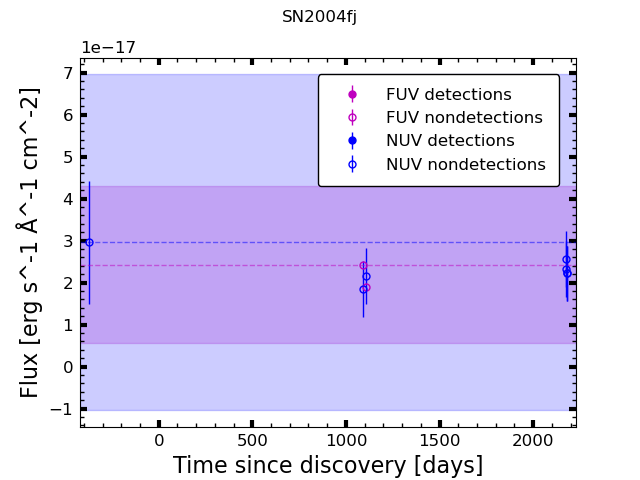 SN2004fj
1e−17
7
6
5
4
3
2
1
0
−1
Flux [erg s^-1 Å^-1 cm^-2]
FUV detections
FUV nondetections
NUV detections
NUV nondetections
0 500 1000 1500 2000
Time since discovery [days]